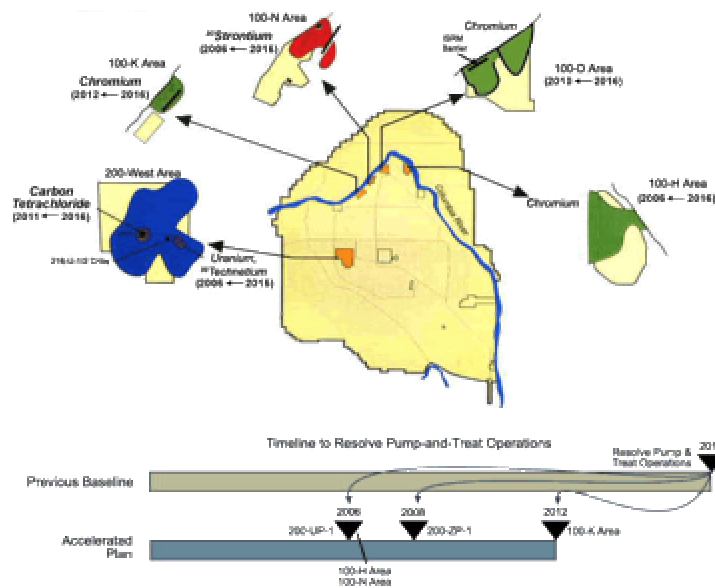 100-N Area
⁹⁰Strontium
(2006 ← 2016)
Chromium
ISRM
Barrier
100-D Area
(2010 ← 2016)
100-K Area
Chromium
(2012 ← 2016)
200-West Area
Carbon
Tetrachloride
(2011 ← 2016)
Uranium,
⁹⁹Technetium
(2006 ← 2016)
Columbia River
Chromium
100-H Area
(2006 ← 2016)
Timeline to Resolve Pump-and-Treat Operations
Resolve Pump &
Treat Operations
Previous Baseline
2006
2008
2012
200-UP-1
200-ZP-1
100-K Area
Accelerated
Plan
100-H Area
100-N Area